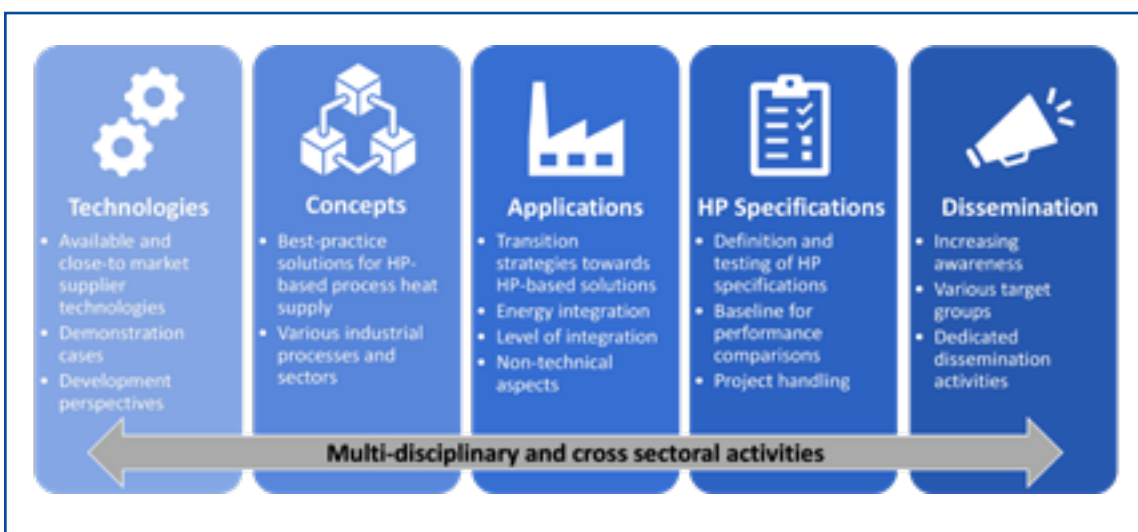 Technologies
• Available and
close-to market
supplier
technologies
• Demonstration
cases
• Development
perspectives
Concepts
• Best-practice
solutions for HP-
based process heat
supply
• Various industrial
processes and
sectors
Applications
• Transition
strategies towards
HP-based solutions
• Energy integration
• Level of integration
• Non-technical
aspects
HP Specifications
• Definition and
testing of HP
specifications
• Baseline for
performance
comparisons
• Project handling
Dissemination
• Increasing
awareness
• Various target
groups
• Dedicated
dissemination
activities
Multi-disciplinary and cross sectoral activities